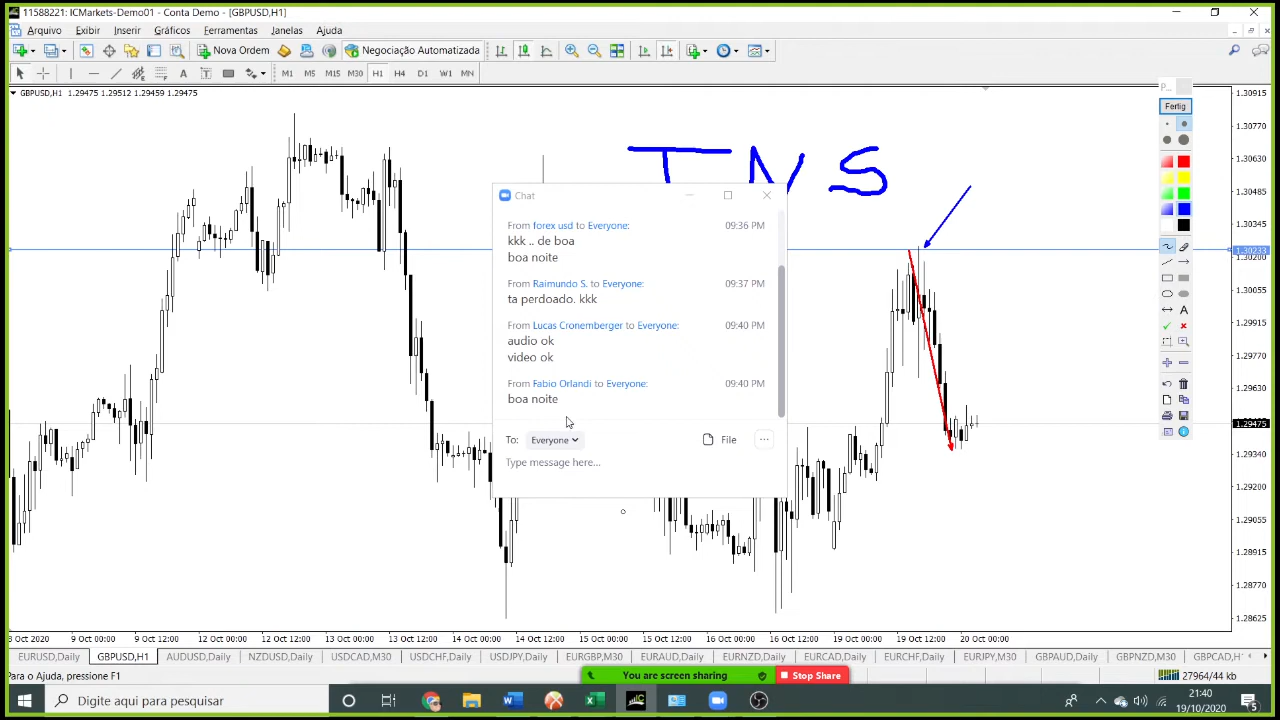 11588221: ICMarkets-Demo01 - Conta Demo - [GBPUSD,H1]
Arquivo Exibir Inserir Gráficos Ferramentas Janelas Ajuda
Nova Ordem Negociação Automatizada
M1 M5 M15 M30 H1 H4 D1 W1 MN
GBPUSD,H1 1.29475 1.29512 1.29459 1.29475
P...
Fertig
T N S
Chat
From forex usd to Everyone: 09:36 PM
kkk .. de boa
boa noite
From Raimundo S. to Everyone: 09:37 PM
ta perdoado. kkk
From Lucas Cronemberger to Everyone: 09:40 PM
audio ok
video ok
From Fabio Orlandi to Everyone: 09:40 PM
boa noite
To: Everyone File ...
Type message here...
1.30915
1.30770
1.30630
1.30485
1.30345
1.30233
1.30200
1.30055
1.29915
1.29770
1.29630
1.29475
1.29340
1.29200
1.29055
1.28910
1.28770
1.28625
8 Oct 2020 9 Oct 00:00 9 Oct 12:00 12 Oct 00:00 12 Oct 12:00 13 Oct 00:00 13 Oct 12:00 14 Oct 00:00 14 Oct 12:00 15 Oct 00:00 15 Oct 12:00 16 Oct 00:00 16 Oct 12:00 19 Oct 00:00 19 Oct 12:00 20 Oct 00:00
EURUSD,Daily GBPUSD,H1 AUDUSD,Daily NZDUSD,Daily USDCAD,M30 USDCHF,Daily USDJPY,Daily EURGBP,M30 EURAUD,Daily EURNZD,Daily EURCAD,Daily EURCHF,Daily EURJPY,M30 GBPAUD,Daily GBPNZD,M30 GBPCAD,H
Para o Ajuda, pressione F1
You are screen sharing Stop Share
27964/44 kb
Digite aqui para pesquisar
21:40
19/10/2020
5